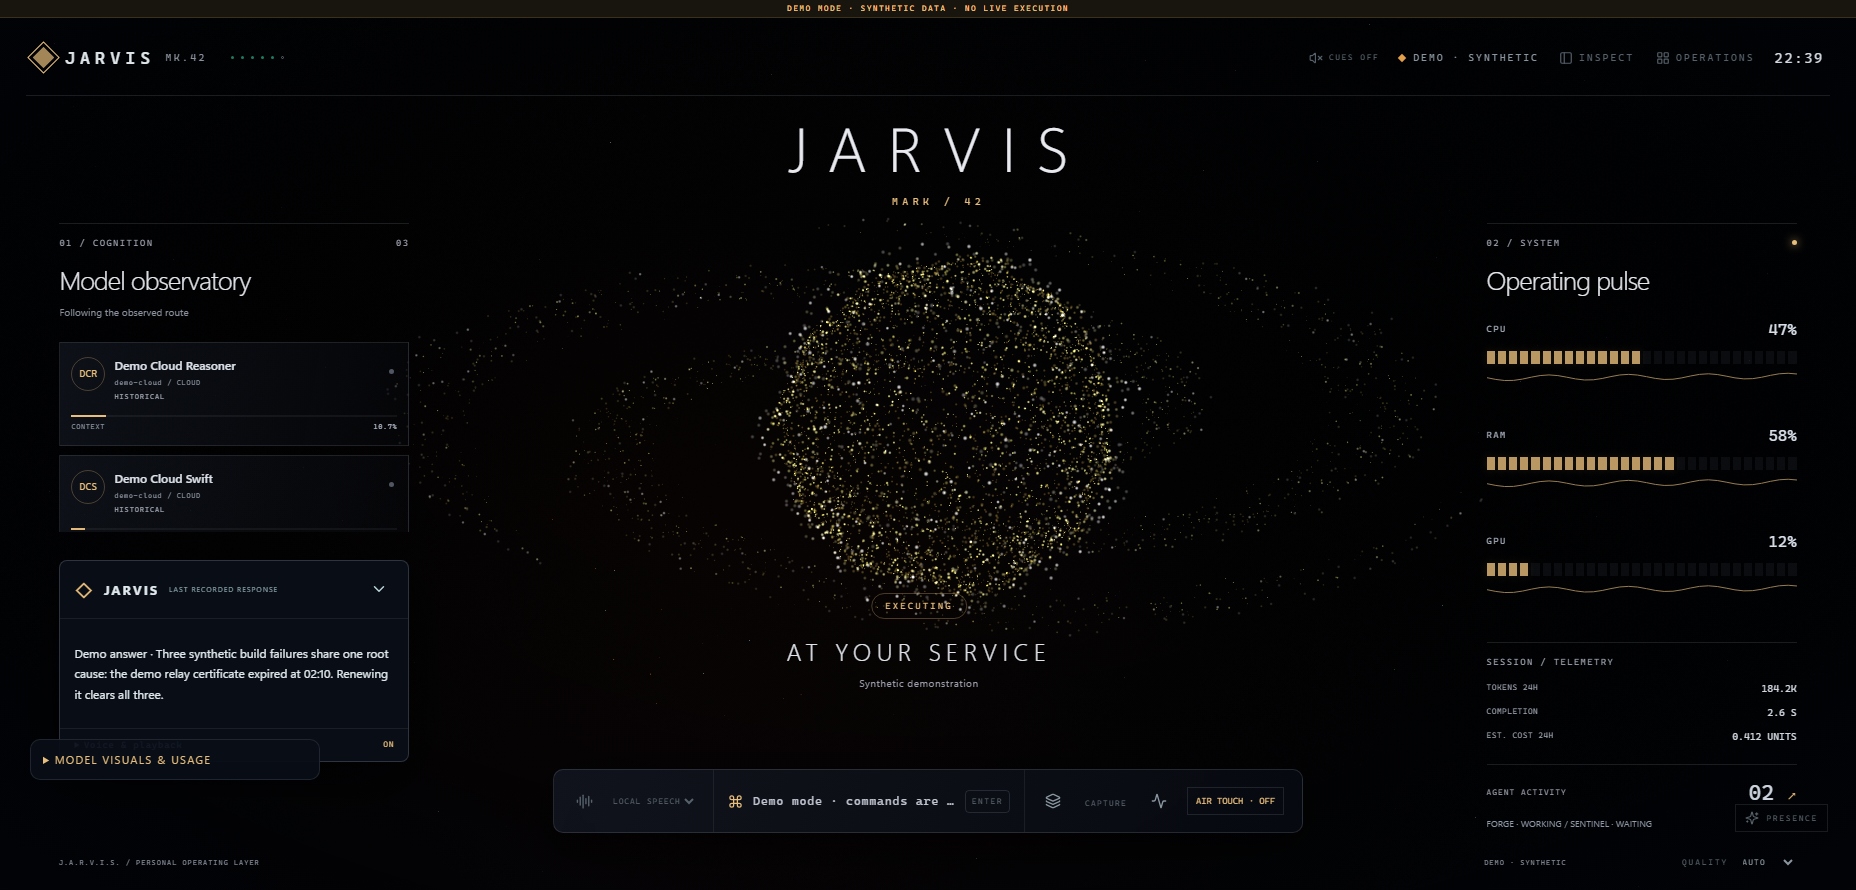 DEMO MODE · SYNTHETIC DATA · NO LIVE EXECUTION
JARVIS MK.42
CUES OFF
DEMO · SYNTHETIC
INSPECT
OPERATIONS
22:39
JARVIS
MARK / 42
01 / COGNITION 03
Model observatory
Following the observed route
DCR
Demo Cloud Reasoner
demo-cloud / CLOUD
HISTORICAL
CONTEXT 10.7%
DCS
Demo Cloud Swift
demo-cloud / CLOUD
HISTORICAL
JARVIS LAST RECORDED RESPONSE
Demo answer · Three synthetic build failures share one root
cause: the demo relay certificate expired at 02:10. Renewing
it clears all three.
ON
MODEL VISUALS & USAGE
EXECUTING
AT YOUR SERVICE
Synthetic demonstration
LOCAL SPEECH
Demo mode · commands are …
ENTER
CAPTURE
AIR TOUCH · OFF
02 / SYSTEM
Operating pulse
CPU 47%
RAM 58%
GPU 12%
SESSION / TELEMETRY
TOKENS 24H 184.2K
COMPLETION 2.6 S
EST. COST 24H 0.412 UNITS
AGENT ACTIVITY 02 ↗
PRESENCE
FORGE · WORKING / SENTINEL · WAITING
J.A.R.V.I.S. / PERSONAL OPERATING LAYER
DEMO · SYNTHETIC
QUALITY AUTO